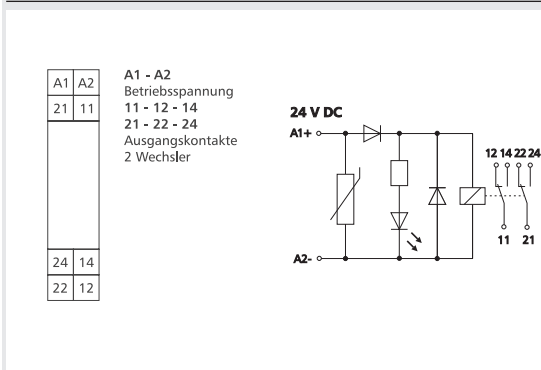 A1 A2
21 11
24 14
22 12
A1 - A2
Betriebsspannung
11 - 12 - 14
21 - 22 - 24
Ausgangskontakte
2 Wechsler
24 V DC
A1+
A2-
12 14 22 24
11 21